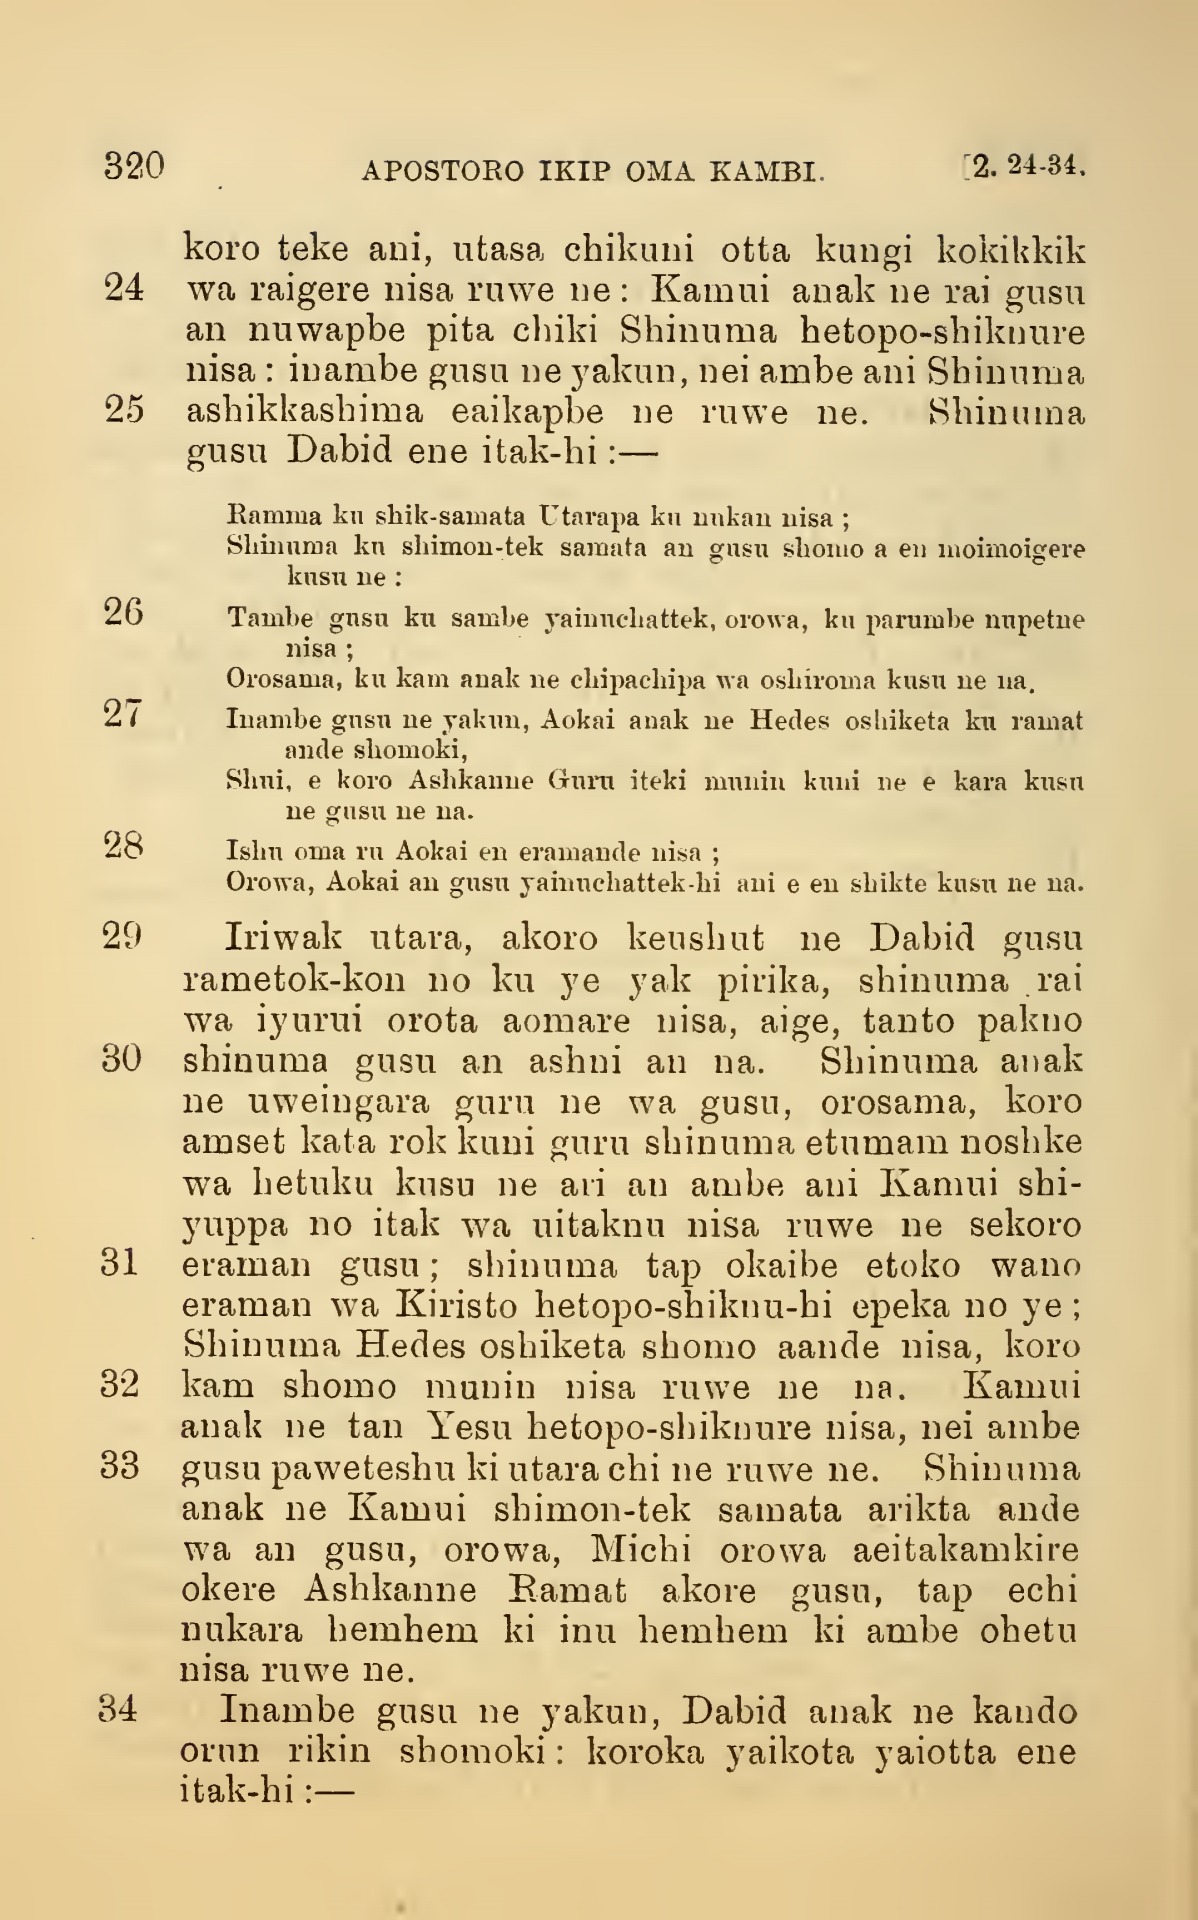 320 APOSTORO IKIP OMA KAMBI. [2. 24-34.
koro teke ani, utasa chikuni otta kungi kokikkik
24 wa raigere nisa ruwe ne: Kamui anak ne rai gusu
an nuwapbe pita chiki Shinuma hetopo-shiknure
nisa: inambe gusu ne yakun, nei ambe ani Shinuma
25 ashikkashima eaikapbe ne ruwe ne. Shinuma
gusu Dabid ene itak-hi:—
Ramma ku shik-samata Utarapa ku nukan nisa;
Shinuma ku shimon-tek samata an gusu shomo a en moimoigere
kusu ne:
26 Tambe gusu ku sambe yainuchattek, orowa, ku parumbe nupetne
nisa;
Orosama, ku kam anak ne chipachipa wa oshiroma kusu ne na.
27 Inambe gusu ne yakun, Aokai anak ne Hedes oshiketa ku ramat
ande shomoki,
Shui, e koro Ashkanne Guru iteki munin kuni ne e kara kusu
ne gusu ne na.
28 Ishu oma ru Aokai en eramande nisa;
Orowa, Aokai an gusu yainuchattek-hi ani e en shikte kusu ne na.
29 Iriwak utara, akoro keushut ne Dabid gusu
rametok-kon no ku ye yak pirika, shinuma rai
wa iyurui orota aomare nisa, aige, tanto pakno
30 shinuma gusu an ashni an na. Shinuma anak
ne uweingara guru ne wa gusu, orosama, koro
amset kata rok kuni guru shinuma etumam noshke
wa hetuku kusu ne ari an ambe ani Kamui shi-
yuppa no itak wa uitaknu nisa ruwe ne sekoro
31 eraman gusu; shinuma tap okaibe etoko wano
eraman wa Kiristo hetopo-shiknu-hi epeka no ye;
Shinuma Hedes oshiketa shomo aande nisa, koro
32 kam shomo munin nisa ruwe ne na. Kamui
anak ne tan Yesu hetopo-shiknure nisa, nei ambe
33 gusu paweteshu ki utara chi ne ruwe ne. Shinuma
anak ne Kamui shimon-tek samata arikta ande
wa an gusu, orowa, Michi orowa aeitakamkire
okere Ashkanne Ramat akore gusu, tap echi
nukara hemhem ki inu hemhem ki ambe ohetu
nisa ruwe ne.
34 Inambe gusu ne yakun, Dabid anak ne kando
orun rikin shomoki: koroka yaikota yaiotta ene
itak-hi:—